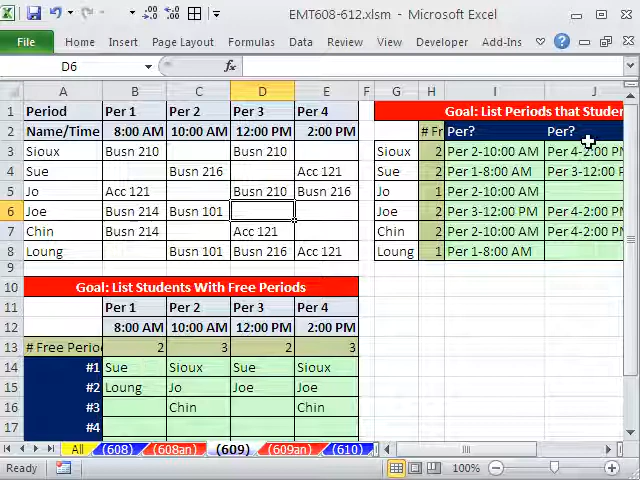 EMT608-612.xlsm - Microsoft Excel
File Home Insert Page Layout Formulas Data Review View Developer Add-Ins
D6 fx
A B C D E F G H I J
1 Period Per 1 Per 2 Per 3 Per 4 Goal: List Periods that Studen
2 Name/Time 8:00 AM 10:00 AM 12:00 PM 2:00 PM # Fr Per? Per?
3 Sioux Busn 210 Busn 210 Sioux 2 Per 2-10:00 AM Per 4-2:00 PM
4 Sue Busn 216 Acc 121 Sue 2 Per 1-8:00 AM Per 3-12:00 PM
5 Jo Acc 121 Busn 210 Busn 216 Jo 1 Per 2-10:00 AM
6 Joe Busn 214 Busn 101 Joe 2 Per 3-12:00 PM Per 4-2:00 PM
7 Chin Busn 214 Acc 121 Chin 2 Per 2-10:00 AM Per 4-2:00 PM
8 Loung Busn 101 Busn 216 Acc 121 Loung 1 Per 1-8:00 AM
9
10 Goal: List Students With Free Periods
11 Per 1 Per 2 Per 3 Per 4
12 8:00 AM 10:00 AM 12:00 PM 2:00 PM
13 # Free Perio 2 3 2 3
14 #1 Sue Sioux Sue Sioux
15 #2 Loung Jo Joe Joe
16 #3 Chin Chin
17 #4
All (608) (608an) (609) (609an) (610)
Ready 100%